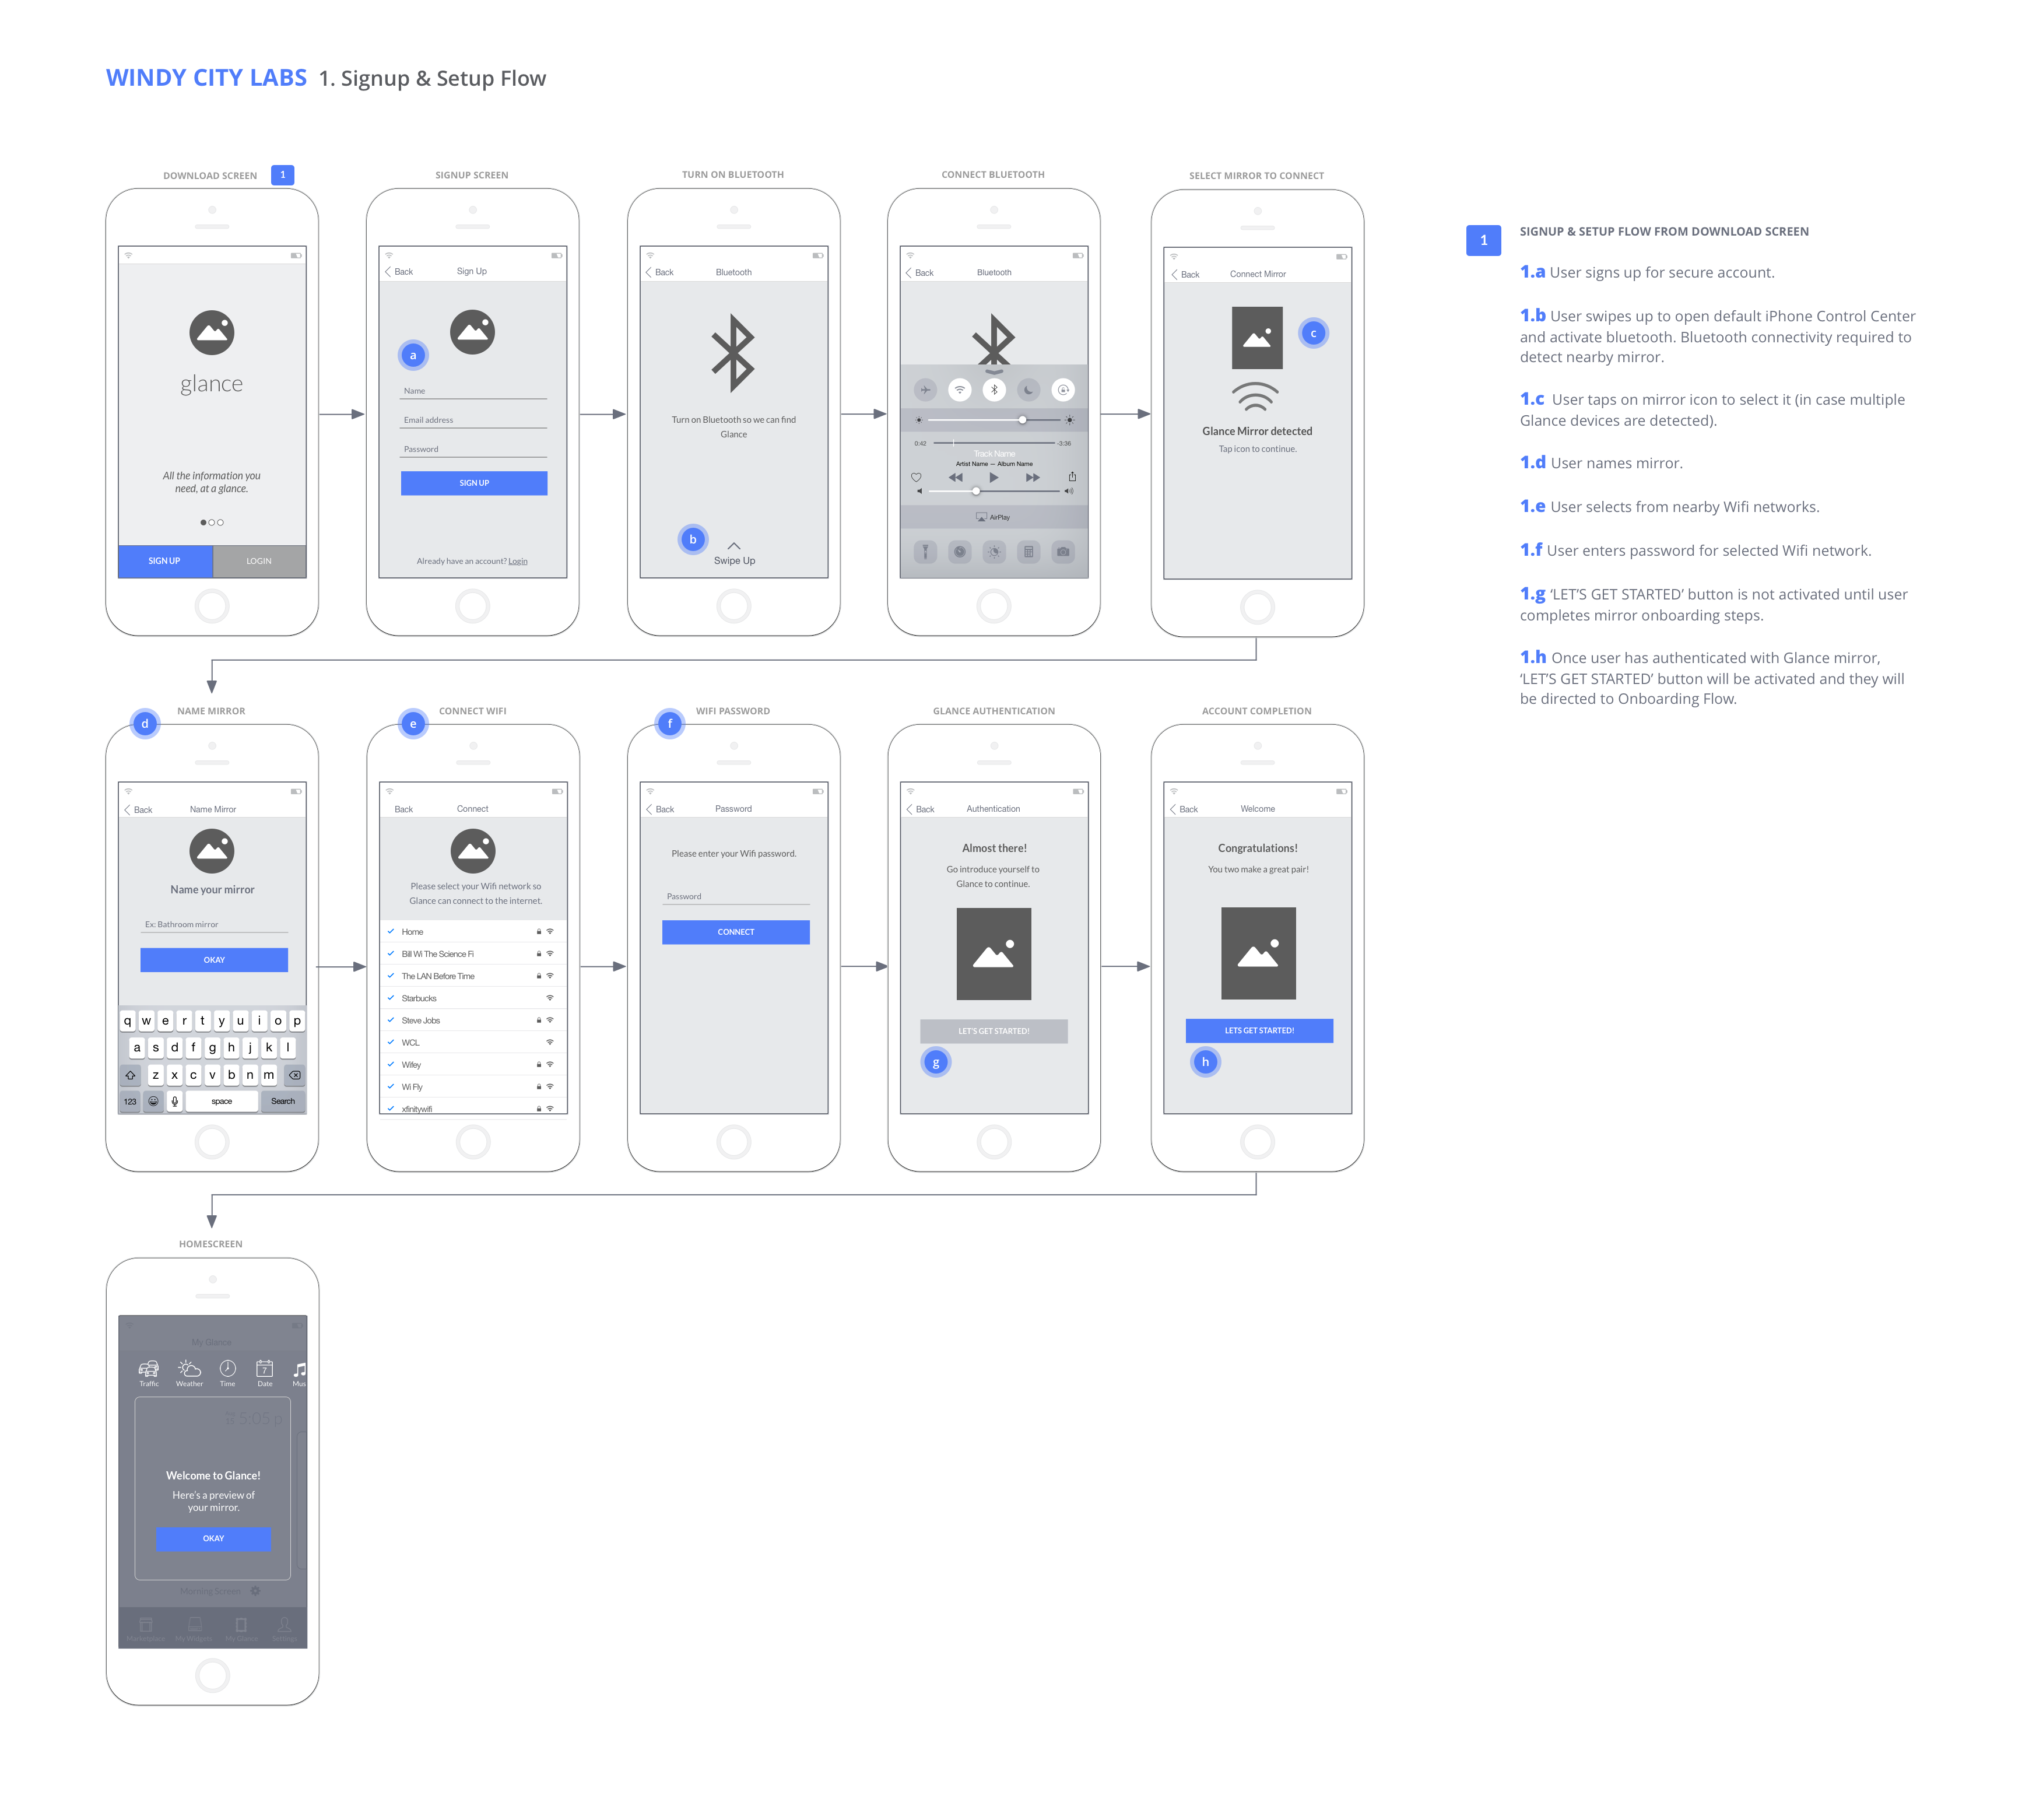 WINDY CITY LABS 1. Signup & Setup Flow
DOWNLOAD SCREEN 1
glance
All the information you
need, at a glance.
SIGN UP LOGIN
SIGNUP SCREEN
Back Sign Up
a
Name
Email address
Password
SIGN UP
Already have an account? Login
TURN ON BLUETOOTH
Back Bluetooth
Turn on Bluetooth so we can find
Glance
b
Swipe Up
CONNECT BLUETOOTH
Back Bluetooth
0:42 -3:36
Track Name
Artist Name — Album Name
AirPlay
SELECT MIRROR TO CONNECT
Back Connect Mirror
c
Glance Mirror detected
Tap icon to continue.
1 SIGNUP & SETUP FLOW FROM DOWNLOAD SCREEN
1.a User signs up for secure account.
1.b User swipes up to open default iPhone Control Center
and activate bluetooth. Bluetooth connectivity required to
detect nearby mirror.
1.c User taps on mirror icon to select it (in case multiple
Glance devices are detected).
1.d User names mirror.
1.e User selects from nearby Wifi networks.
1.f User enters password for selected Wifi network.
1.g ‘LET’S GET STARTED’ button is not activated until user
completes mirror onboarding steps.
1.h Once user has authenticated with Glance mirror,
‘LET’S GET STARTED’ button will be activated and they will
be directed to Onboarding Flow.
d NAME MIRROR
Back Name Mirror
Name your mirror
Ex: Bathroom mirror
OKAY
q w e r t y u i o p
a s d f g h j k l
z x c v b n m
123 space Search
e CONNECT WIFI
Back Connect
Please select your Wifi network so
Glance can connect to the internet.
Home
Bill Wi The Science Fi
The LAN Before Time
Starbucks
Steve Jobs
WCL
Wifey
Wi Fly
xfinitywifi
f WIFI PASSWORD
Back Password
Please enter your Wifi password.
Password
CONNECT
GLANCE AUTHENTICATION
Back Authentication
Almost there!
Go introduce yourself to
Glance to continue.
LET'S GET STARTED!
g
ACCOUNT COMPLETION
Back Welcome
Congratulations!
You two make a great pair!
LETS GET STARTED!
h
HOMESCREEN
My Glance
7
Traffic Weather Time Date Mus
5:05 p
Welcome to Glance!
Here's a preview of
your mirror.
OKAY
Morning Screen
Marketplace My Widgets My Glance Settings